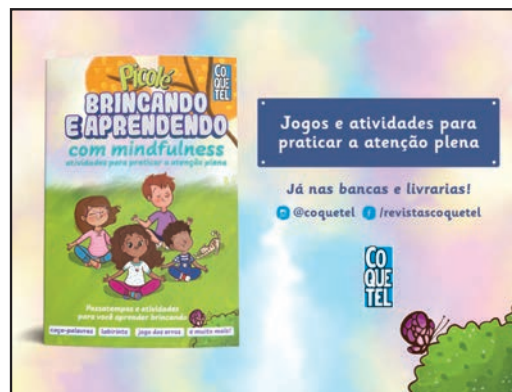 Picolé
CO
QUE
TEL
BRINCANDO
E APRENDENDO
com mindfulness
atividades para praticar a atenção plena
Passatempos e atividades
para você aprender brincando
caça-palavras labirinto jogo dos erros e muito mais!
Jogos e atividades para
praticar a atenção plena
Já nas bancas e livrarias!
@coquetel /revistascoquetel
CO
QUE
TEL